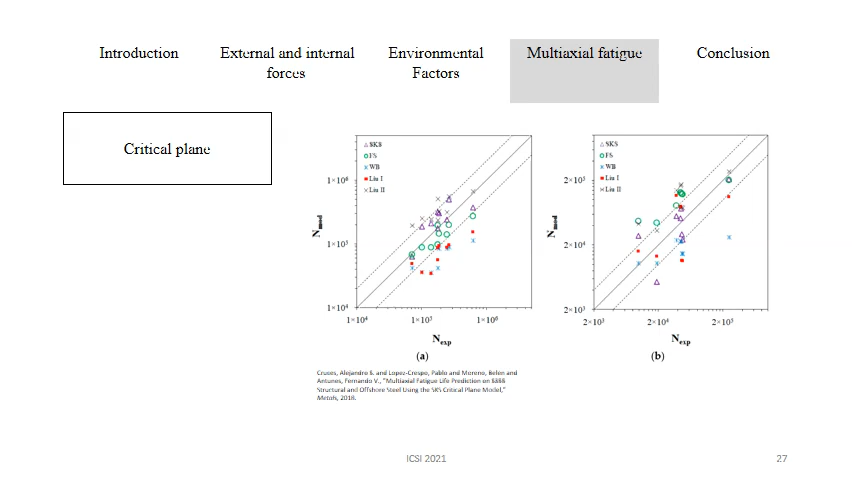 Introduction
External and internal
forces
Environmental
Factors
Multiaxial fatigue
Conclusion
Critical plane
SKS
FS
WB
Liu I
Liu II
1×10⁶
1×10⁵
1×10⁴
N_mod
1×10⁴ 1×10⁵ 1×10⁶
N_exp
(a)
SKS
FS
WB
Liu I
Liu II
2×10⁵
2×10⁴
2×10³
N_mod
2×10³ 2×10⁴ 2×10⁵
N_exp
(b)
Cruces, Alejandro S. and Lopez-Crespo, Pablo and Moreno, Belen and
Antunes, Fernando V., "Multiaxial Fatigue Life Prediction on S355
Structural and Offshore Steel Using the SKS Critical Plane Model,"
Metals, 2018.
ICSI 2021
27